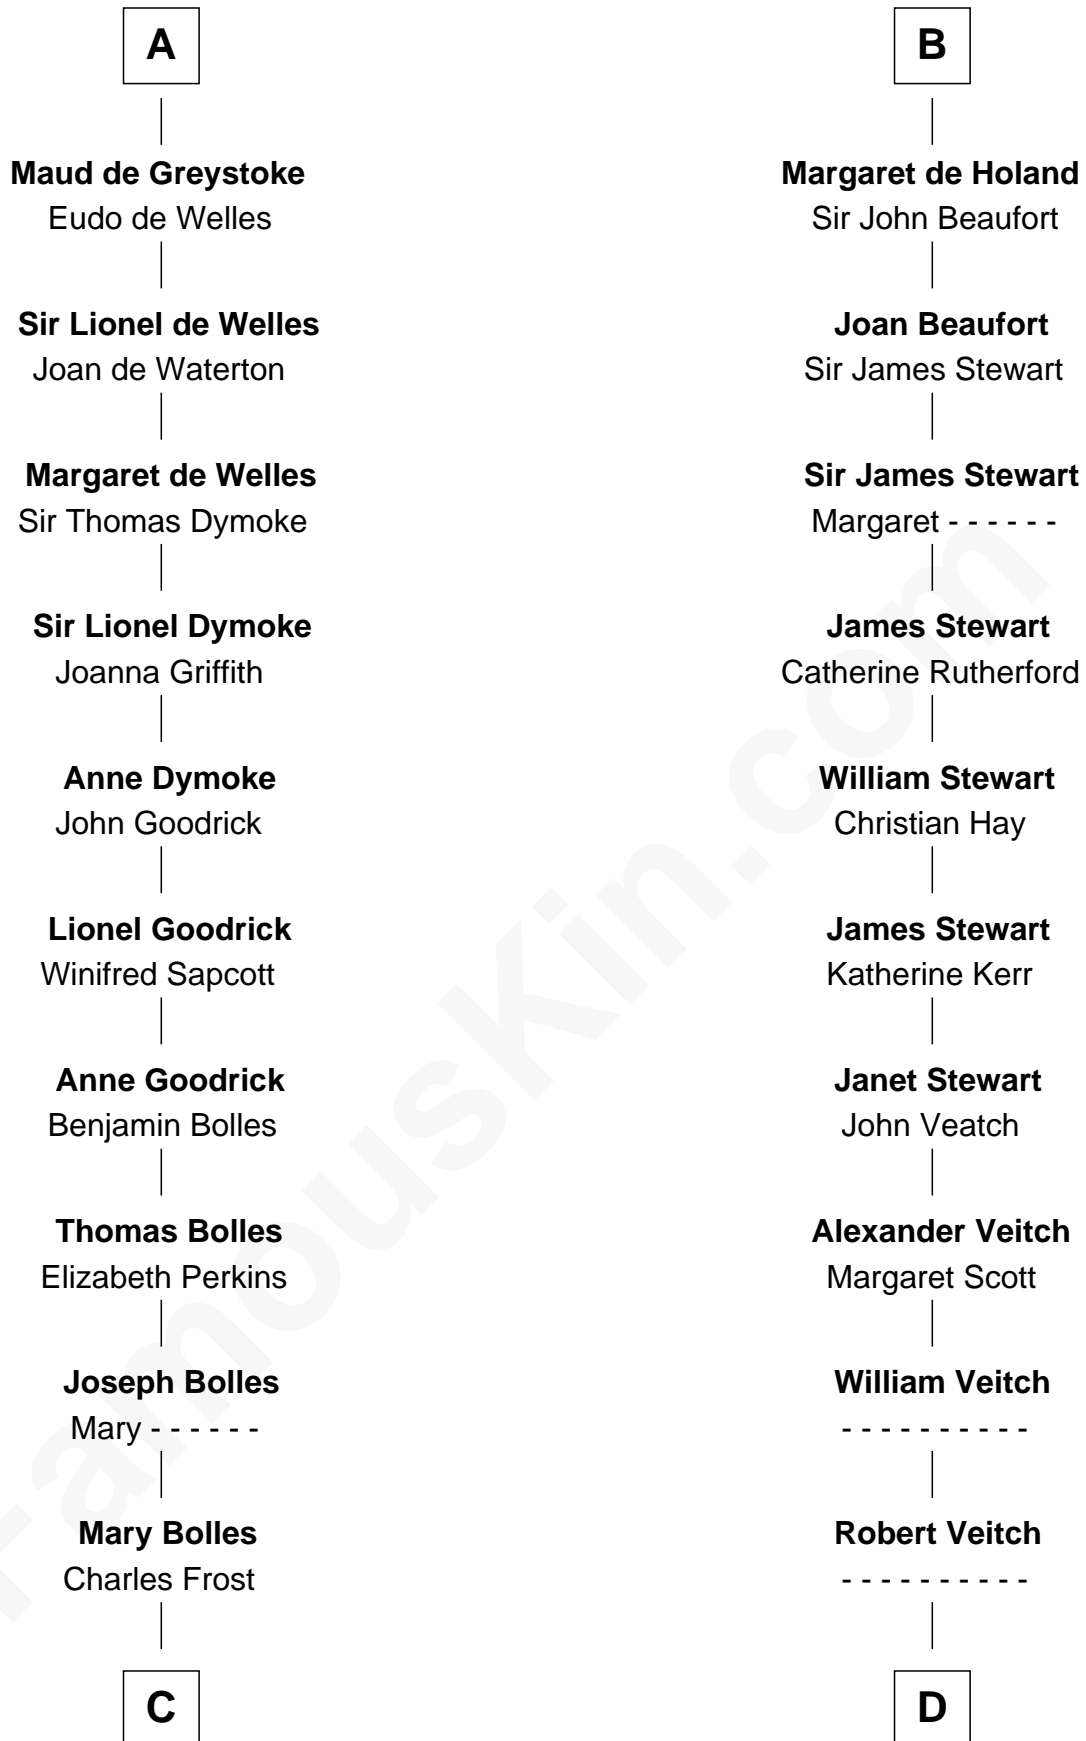 A
Maud de Greystoke
Eudo de Welles
Sir Lionel de Welles
Joan de Waterton
Margaret de Welles
Sir Thomas Dymoke
Sir Lionel Dymoke
Joanna Griffith
Anne Dymoke
John Goodrick
Lionel Goodrick
Winifred Sapcott
Anne Goodrick
Benjamin Bolles
Thomas Bolles
Elizabeth Perkins
Joseph Bolles
Mary - - - - - -
Mary Bolles
Charles Frost
C
B
Margaret de Holand
Sir John Beaufort
Joan Beaufort
Sir James Stewart
Sir James Stewart
Margaret - - - - - -
James Stewart
Catherine Rutherford
William Stewart
Christian Hay
James Stewart
Katherine Kerr
Janet Stewart
John Veatch
Alexander Veitch
Margaret Scott
William Veitch
- - - - - - - - - -
Robert Veitch
- - - - - - - - - -
D
FamousKin.com